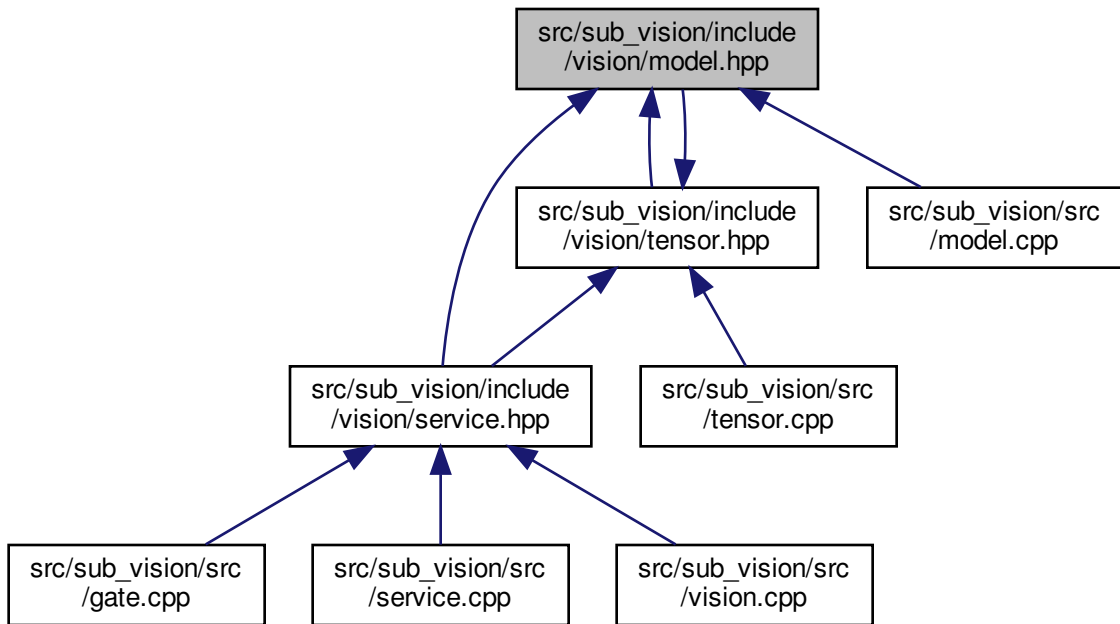 src/sub_vision/include
/vision/model.hpp
src/sub_vision/include
/vision/tensor.hpp
src/sub_vision/src
/model.cpp
src/sub_vision/include
/vision/service.hpp
src/sub_vision/src
/tensor.cpp
src/sub_vision/src
/gate.cpp
src/sub_vision/src
/service.cpp
src/sub_vision/src
/vision.cpp